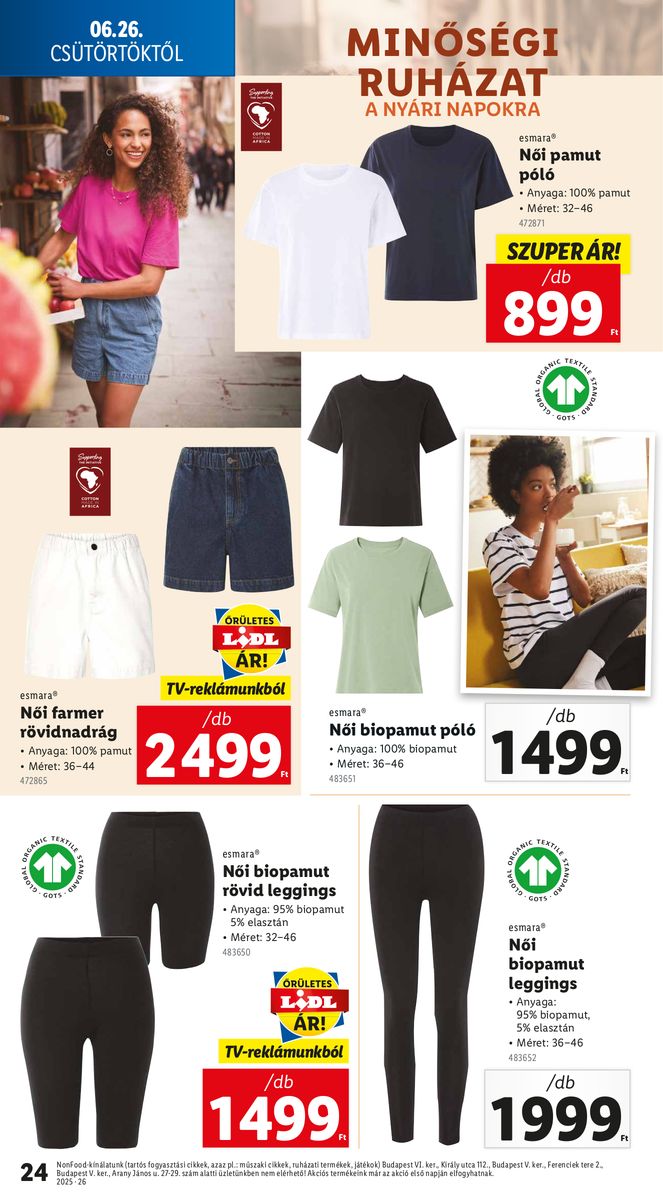 06.26.
CSÜTÖRTÖKTŐL
MINŐSÉGI
RUHÁZAT
A NYÁRI NAPOKRA
Supporting
THE INITIATIVE
COTTON
MADE IN
AFRICA
esmara®
Női pamut
póló
• Anyaga: 100% pamut
• Méret: 32–46
472871
SZUPER ÁR!
/db
899 Ft
GLOBAL ORGANIC TEXTILE STANDARD
· GOTS ·
Supporting
THE INITIATIVE
COTTON
MADE IN
AFRICA
ŐRÜLETES
LIDL
ÁR!
TV-reklámunkból
esmara®
Női farmer
rövidnadrág
• Anyaga: 100% pamut
• Méret: 36–44
472865
/db
2 499 Ft
esmara®
Női biopamut póló
• Anyaga: 100% biopamut
• Méret: 36–46
483651
/db
1499 Ft
GLOBAL ORGANIC TEXTILE STANDARD
· GOTS ·
esmara®
Női biopamut
rövid leggings
• Anyaga: 95% biopamut
5% elasztán
• Méret: 32–46
483650
ŐRÜLETES
LIDL
ÁR!
TV-reklámunkból
/db
1499 Ft
GLOBAL ORGANIC TEXTILE STANDARD
· GOTS ·
esmara®
Női
biopamut
leggings
• Anyaga:
95% biopamut,
5% elasztán
• Méret: 36–46
483652
/db
1999 Ft
24
NonFood-kínálatunk (tartós fogyasztási cikkek, azaz pl.: műszaki cikkek, ruházati termékek, játékok) Budapest VI. ker., Király utca 112., Budapest V. ker., Ferenciek tere 2.,
Budapest V. ker., Arany János u. 27-29. szám alatti üzletünkben nem elérhető! Akciós termékeink már az akció első napján elfogyhatnak.
2025 · 26